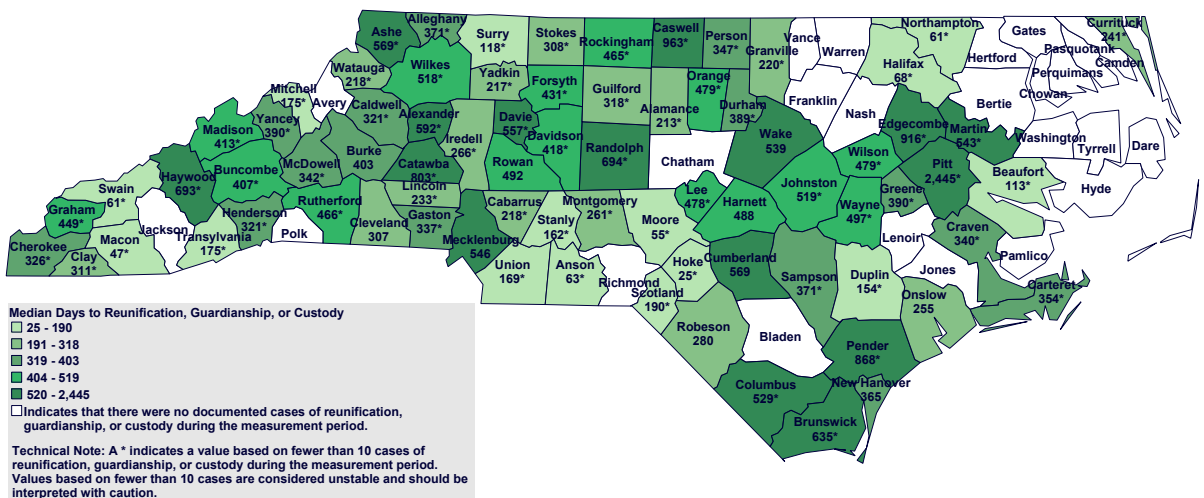 Alleghany
371*
Ashe
569*
Surry
118*
Stokes
308*
Rockingham
465*
Caswell
963*
Person
347*
Granville
220*
Vance
Warren
Northampton
61*
Halifax
68*
Gates
Hertford
Currituck
241*
Pasquotank
Camden
Perquimans
Chowan
Bertie
Wilkes
518*
Watauga
218*
Yadkin
217*
Forsyth
431*
Guilford
318*
Alamance
213*
Orange
479*
Durham
389*
Franklin
Nash
Mitchell
175*
Avery
Yancey
390*
Caldwell
321*
Alexander
592*
Iredell
266*
Davie
557*
Davidson
418*
Randolph
694*
Chatham
Wake
539
Edgecombe
916*
Martin
543*
Washington
Tyrrell
Dare
Madison
413*
Buncombe
407*
McDowell
342*
Burke
403
Catawba
803*
Rowan
492
Wilson
479*
Pitt
2,445*
Beaufort
113*
Hyde
Haywood
693*
Swain
61*
Graham
449*
Cherokee
326*
Clay
311*
Macon
47*
Jackson
Transylvania
175*
Henderson
321*
Polk
Rutherford
466*
Cleveland
307
Lincoln
233*
Gaston
337*
Mecklenburg
546
Cabarrus
218*
Stanly
162*
Montgomery
261*
Moore
55*
Lee
478*
Harnett
488
Johnston
519*
Wayne
497*
Greene
390*
Lenoir
Craven
340*
Pamlico
Jones
Carteret
354*
Union
169*
Anson
63*
Richmond
Scotland
190*
Hoke
25*
Cumberland
569
Sampson
371*
Duplin
154*
Onslow
255
Robeson
280
Bladen
Pender
868*
New Hanover
365
Columbus
529*
Brunswick
635*
Median Days to Reunification, Guardianship, or Custody
25 - 190
191 - 318
319 - 403
404 - 519
520 - 2,445
Indicates that there were no documented cases of reunification,
guardianship, or custody during the measurement period.
Technical Note: A * indicates a value based on fewer than 10 cases of
reunification, guardianship, or custody during the measurement period.
Values based on fewer than 10 cases are considered unstable and should be
interpreted with caution.